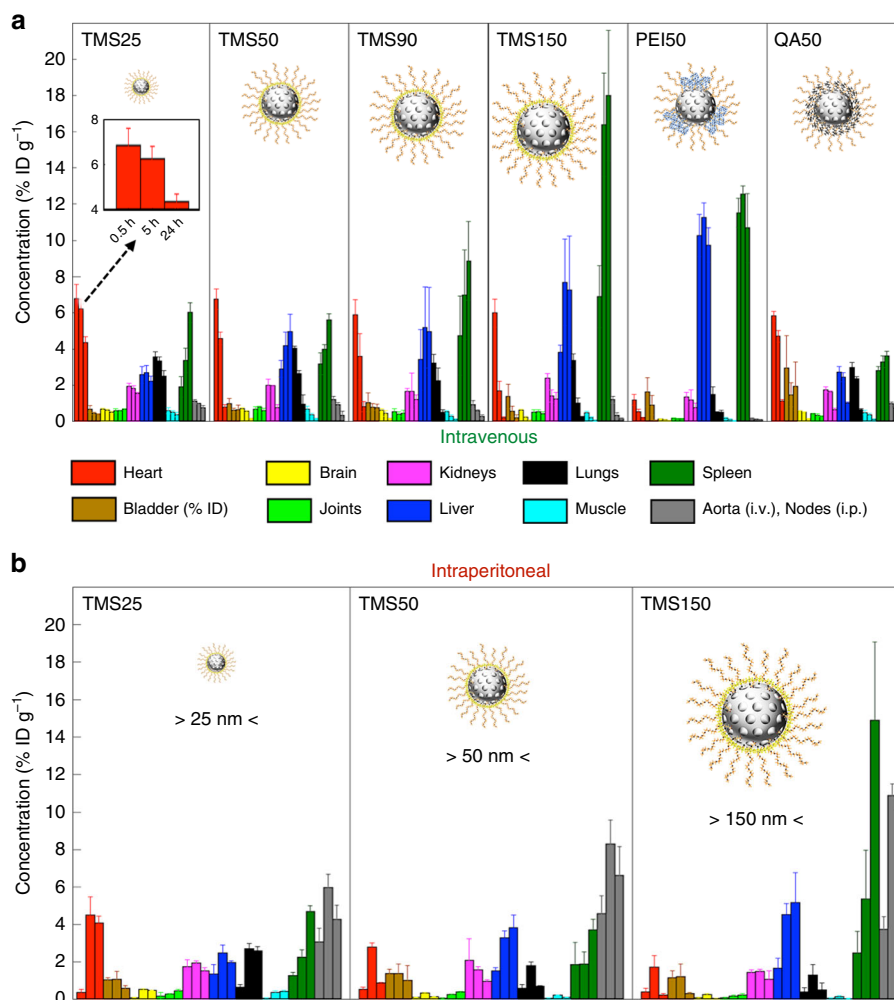 a
TMS25 TMS50 TMS90 TMS150 PEI50 QA50
Concentration (% ID g⁻¹)
20
18
16
14
12
10
8
6
4
2
0
8
6
4
0.5 h 5 h 24 h
Intravenous
Heart Brain Kidneys Lungs Spleen
Bladder (% ID) Joints Liver Muscle Aorta (i.v.), Nodes (i.p.)
b
Intraperitoneal
TMS25 TMS50 TMS150
Concentration (% ID g⁻¹)
20
18
16
14
12
10
8
6
4
2
0
> 25 nm <
> 50 nm <
> 150 nm <